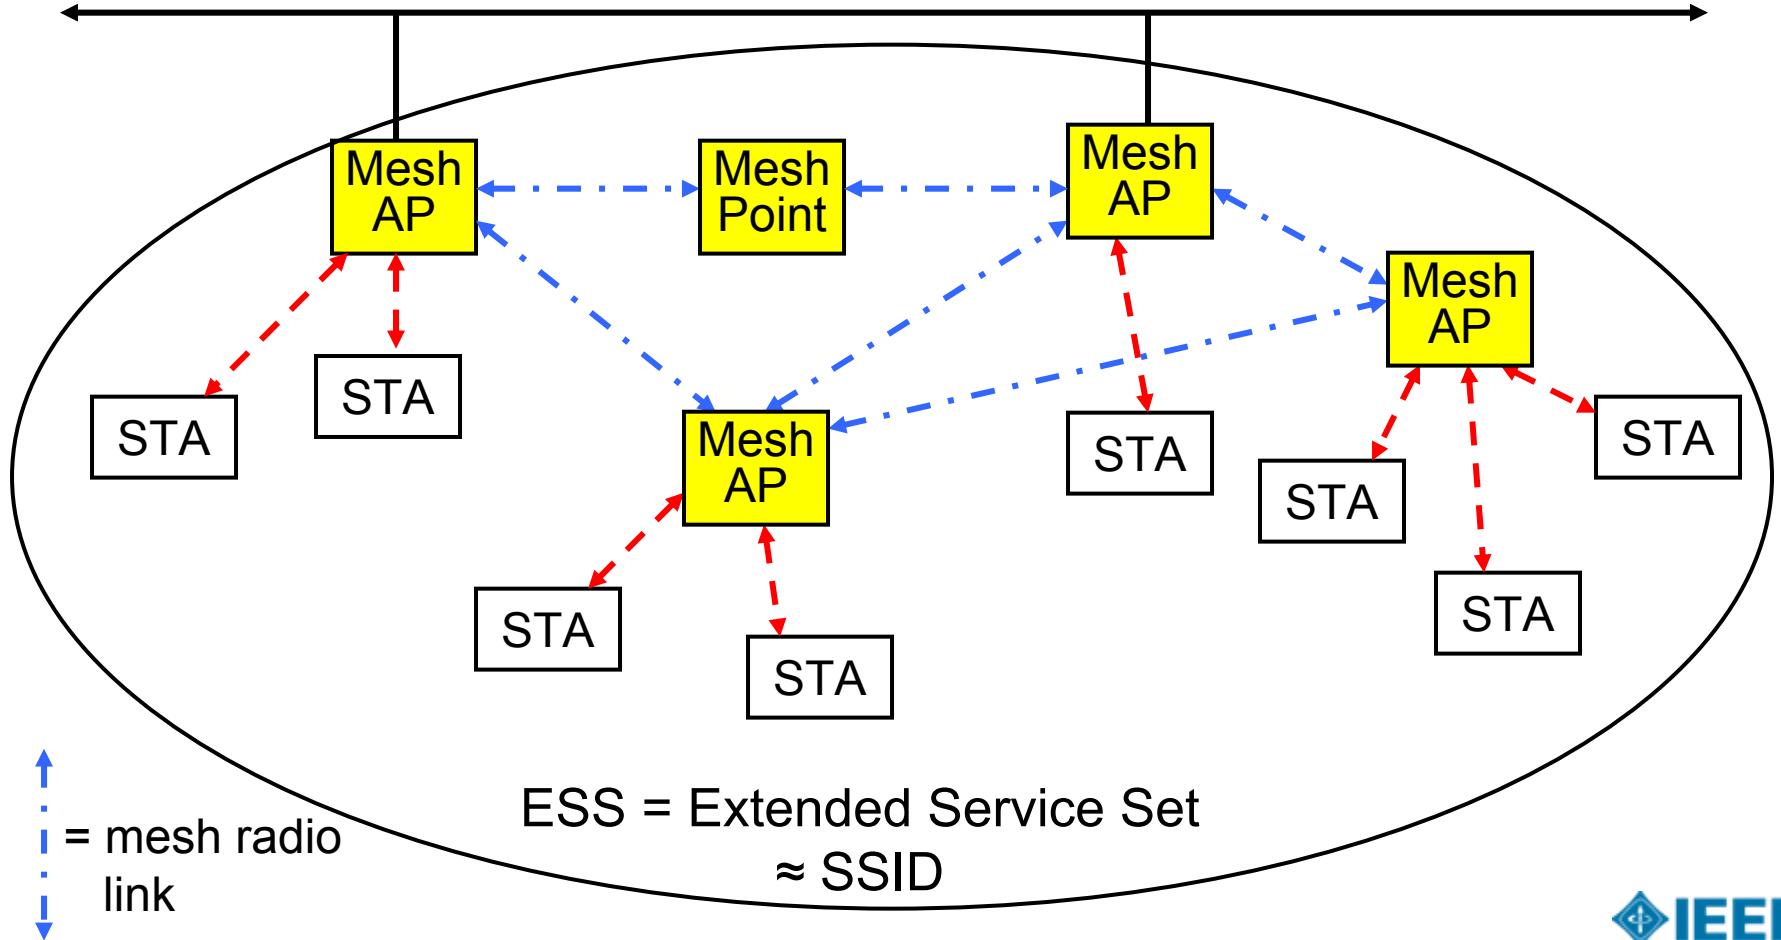 Mesh
AP
Mesh
Point
Mesh
AP
Mesh
AP
STA
STA
Mesh
AP
STA
STA
STA
STA
STA
STA
ESS = Extended Service Set
≈ SSID
= mesh radio
link
IEEE